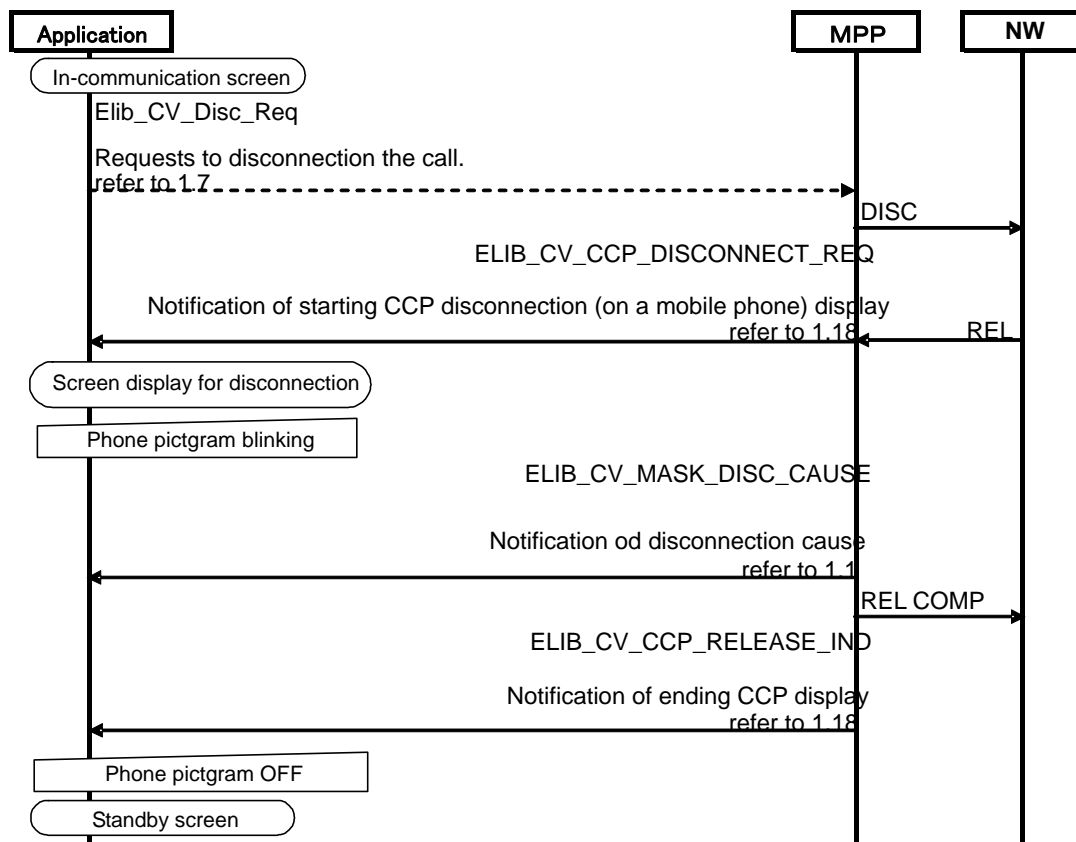 Application
MPP
NW
In-communication screen
Elib_CV_Disc_Req
Requests to disconnection the call.
refer to 1.7
DISC
ELIB_CV_CCP_DISCONNECT_REQ
Notification of starting CCP disconnection (on a mobile phone) display
refer to 1.18
REL
Screen display for disconnection
Phone pictgram blinking
ELIB_CV_MASK_DISC_CAUSE
Notification od disconnection cause
refer to 1.1
REL COMP
ELIB_CV_CCP_RELEASE_IND
Notification of ending CCP display
refer to 1.18
Phone pictgram OFF
Standby screen